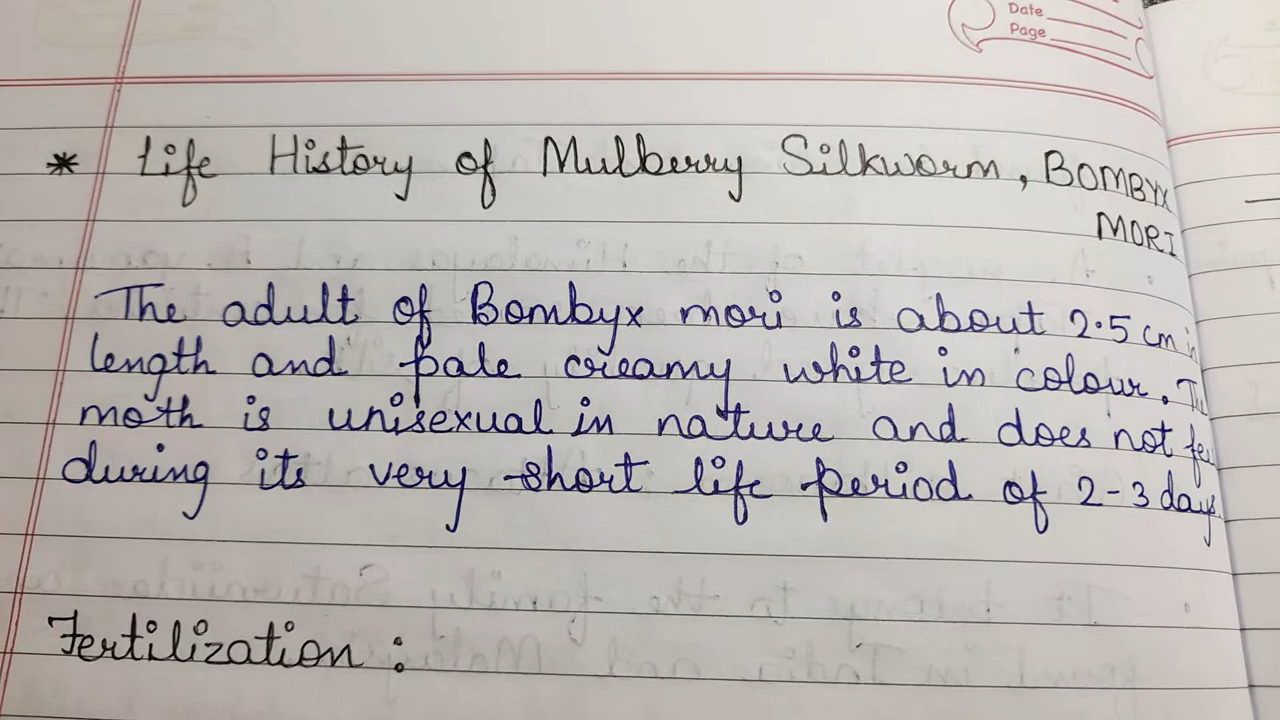 Date
Page
* Life History of Mulberry Silkworm, BOMBYX
MORI
The adult of Bombyx mori is about 2.5 cm in
length and pale creamy white in colour. The
moth is unisexual in nature and does not
during its very short life period of 2-3 days
Fertilization :